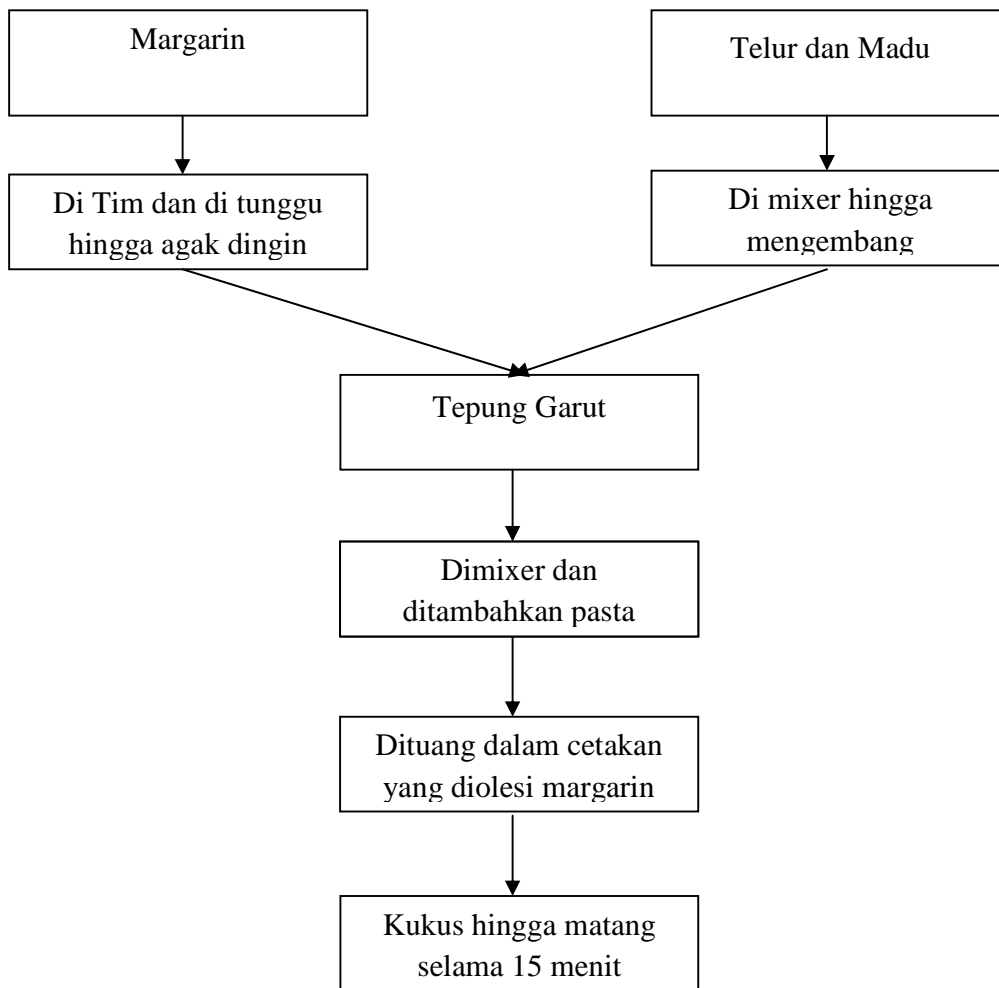 Margarin
Telur dan Madu
Di Tim dan di tunggu
hingga agak dingin
Di mixer hingga
mengembang
Tepung Garut
Dimixer dan
ditambahkan pasta
Dituang dalam cetakan
yang diolesi margarin
Kukus hingga matang
selama 15 menit